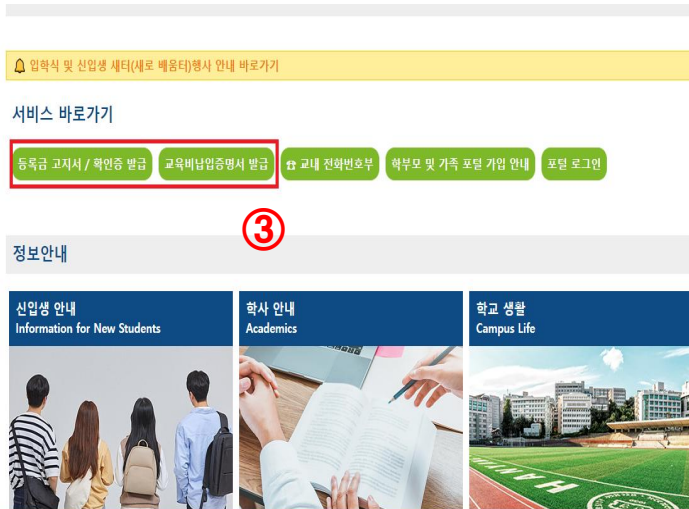 입학식 및 신입생 새터(새로 배움터)행사 안내 바로가기
서비스 바로가기
등록금 고지서 / 확인증 발급
교육비납입증명서 발급
☎ 교내 전화번호부
학부모 및 가족 포털 가입 안내
포털 로그인
③
정보안내
신입생 안내
Information for New Students
학사 안내
Academics
학교 생활
Campus Life
HANY